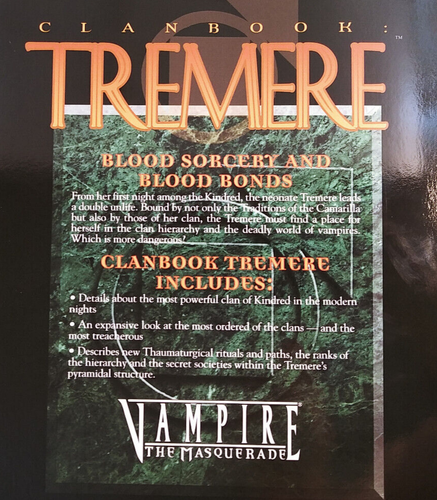 CLANBOOK:
TREMERE™
BLOOD SORCERY AND
BLOOD BONDS
From her first night among the Kindred, the neonate Tremere leads
a double unlife. Bound by not only the Traditions of the Camarilla
but also by those of her clan, the Tremere must find a place for
herself in the clan hierarchy and the deadly world of vampires.
Which is more dangerous?
CLANBOOK TREMERE
INCLUDES:
• Details about the most powerful clan of Kindred in the modern
nights
• An expansive look at the most ordered of the clans — and the
most treacherous
• Describes new Thaumaturgical rituals and paths, the ranks of
the hierarchy and the secret societies within the Tremere's
pyramidal structure.
VAMPIRE®
THE MASQUERADE